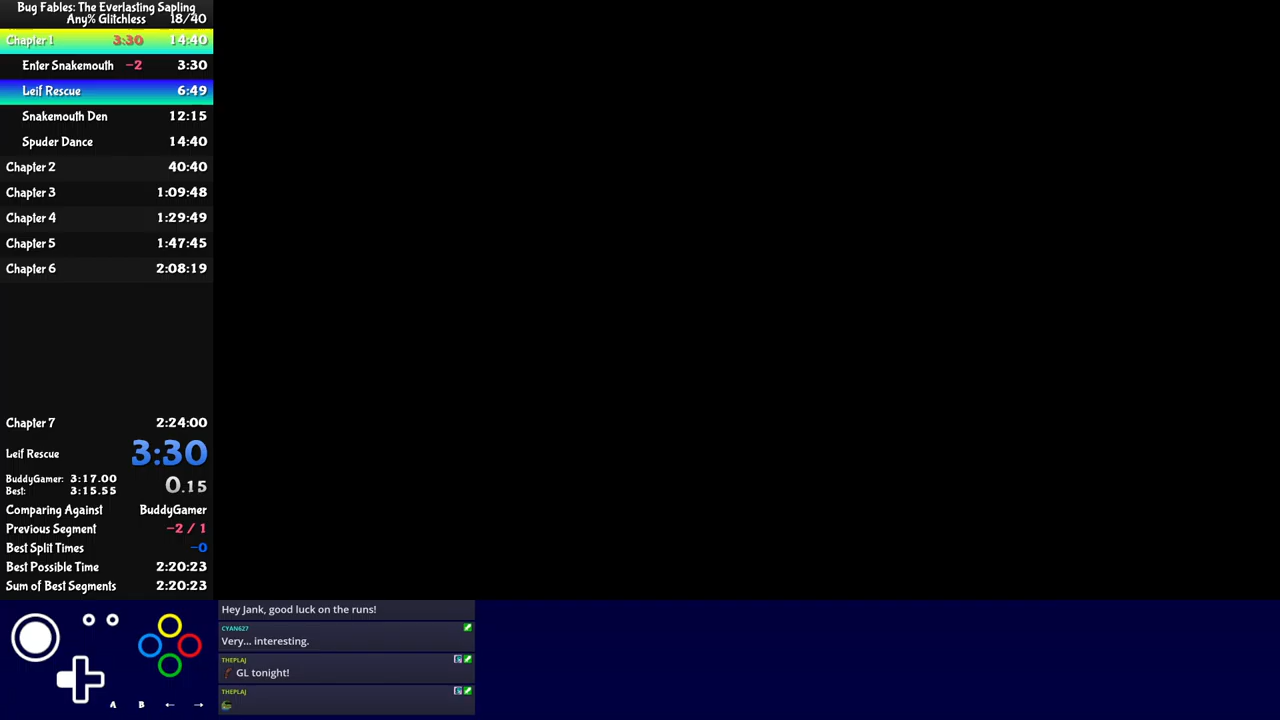 Bug Fables: The Everlasting Sapling
Any% Glitchless 18/40
Chapter 1 3:30 14:40
Enter Snakemouth -2 3:30
Leif Rescue 6:49
Snakemouth Den 12:15
Spuder Dance 14:40
Chapter 2 40:40
Chapter 3 1:09:48
Chapter 4 1:29:49
Chapter 5 1:47:45
Chapter 6 2:08:19
Chapter 7 2:24:00
Leif Rescue 3:30
BuddyGamer: 3:17.00
Best: 3:15.55
0.15
Comparing Against BuddyGamer
Previous Segment -2 / 1
Best Split Times -0
Best Possible Time 2:20:23
Sum of Best Segments 2:20:23
A B ← →
Hey Jank, good luck on the runs!
CYAN627
Very... interesting.
THEPLAJ
GL tonight!
THEPLAJ